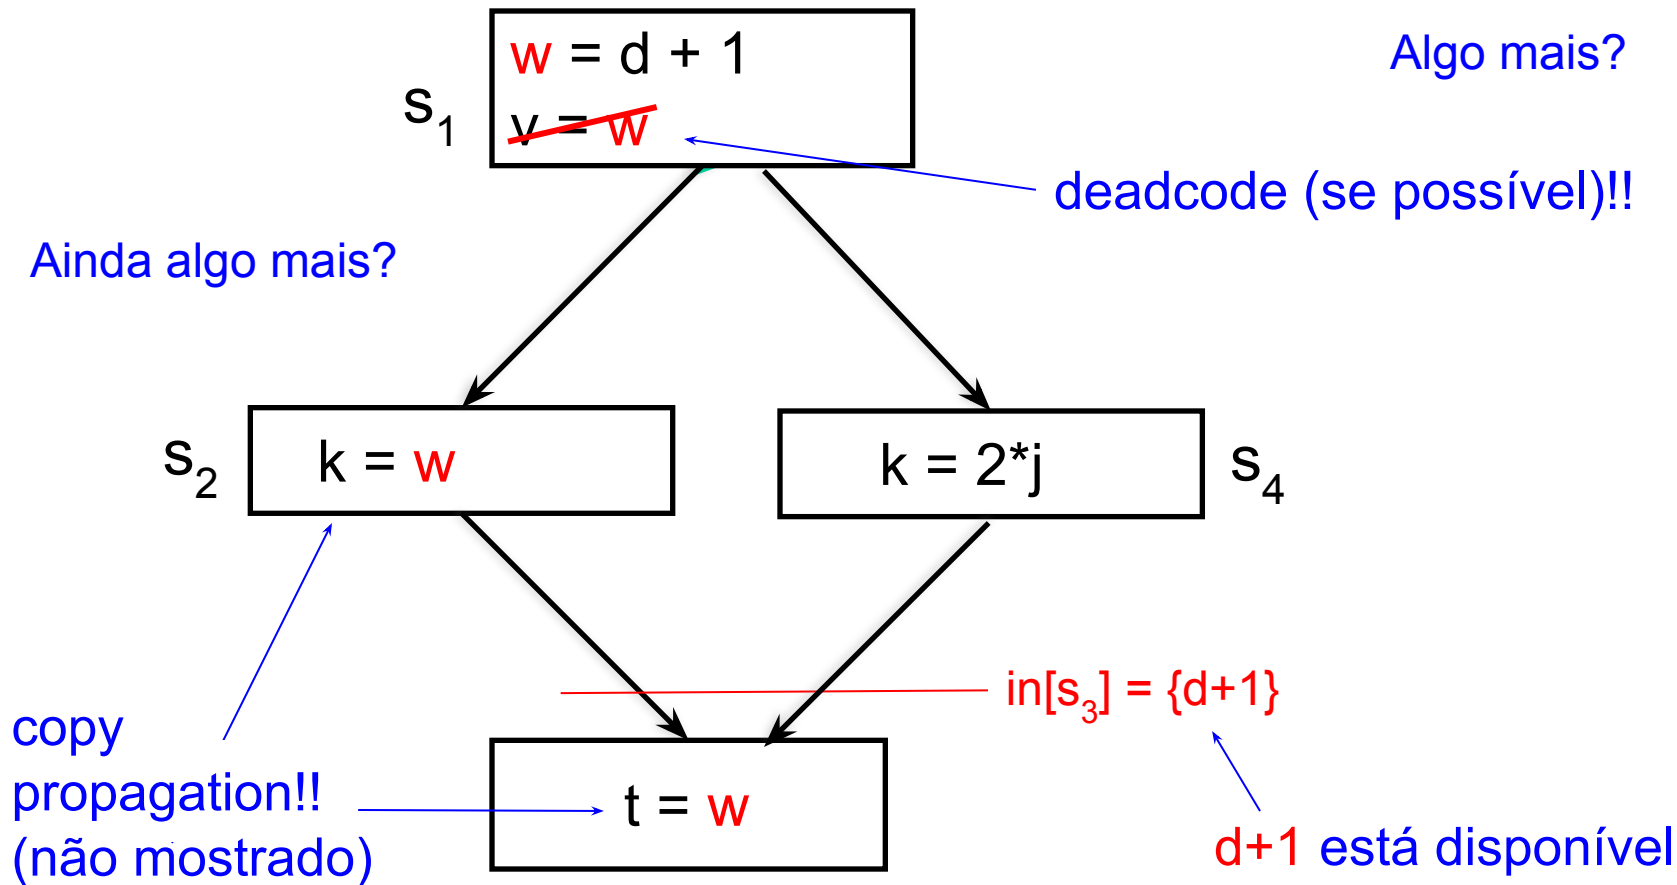 w = d + 1
Algo mais?
s1
v = w
deadcode (se possível)!!
Ainda algo mais?
s2
k = w
k = 2*j
s4
in[s3] = {d+1}
copy
propagation!!
(não mostrado)
t = w
d+1 está disponível